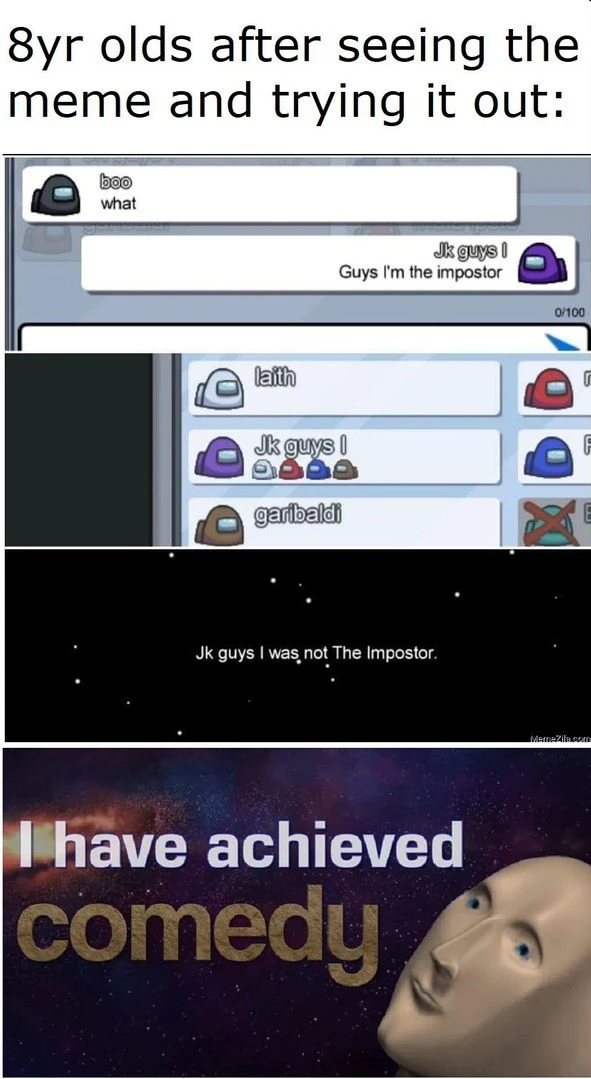 8yr olds after seeing the
meme and trying it out:
boo
what
Jk guys I
Guys I'm the impostor
0/100
laith
Jk guys I
garibaldi
Jk guys I was not The Impostor.
MemeZila.com
I have achieved
comedy